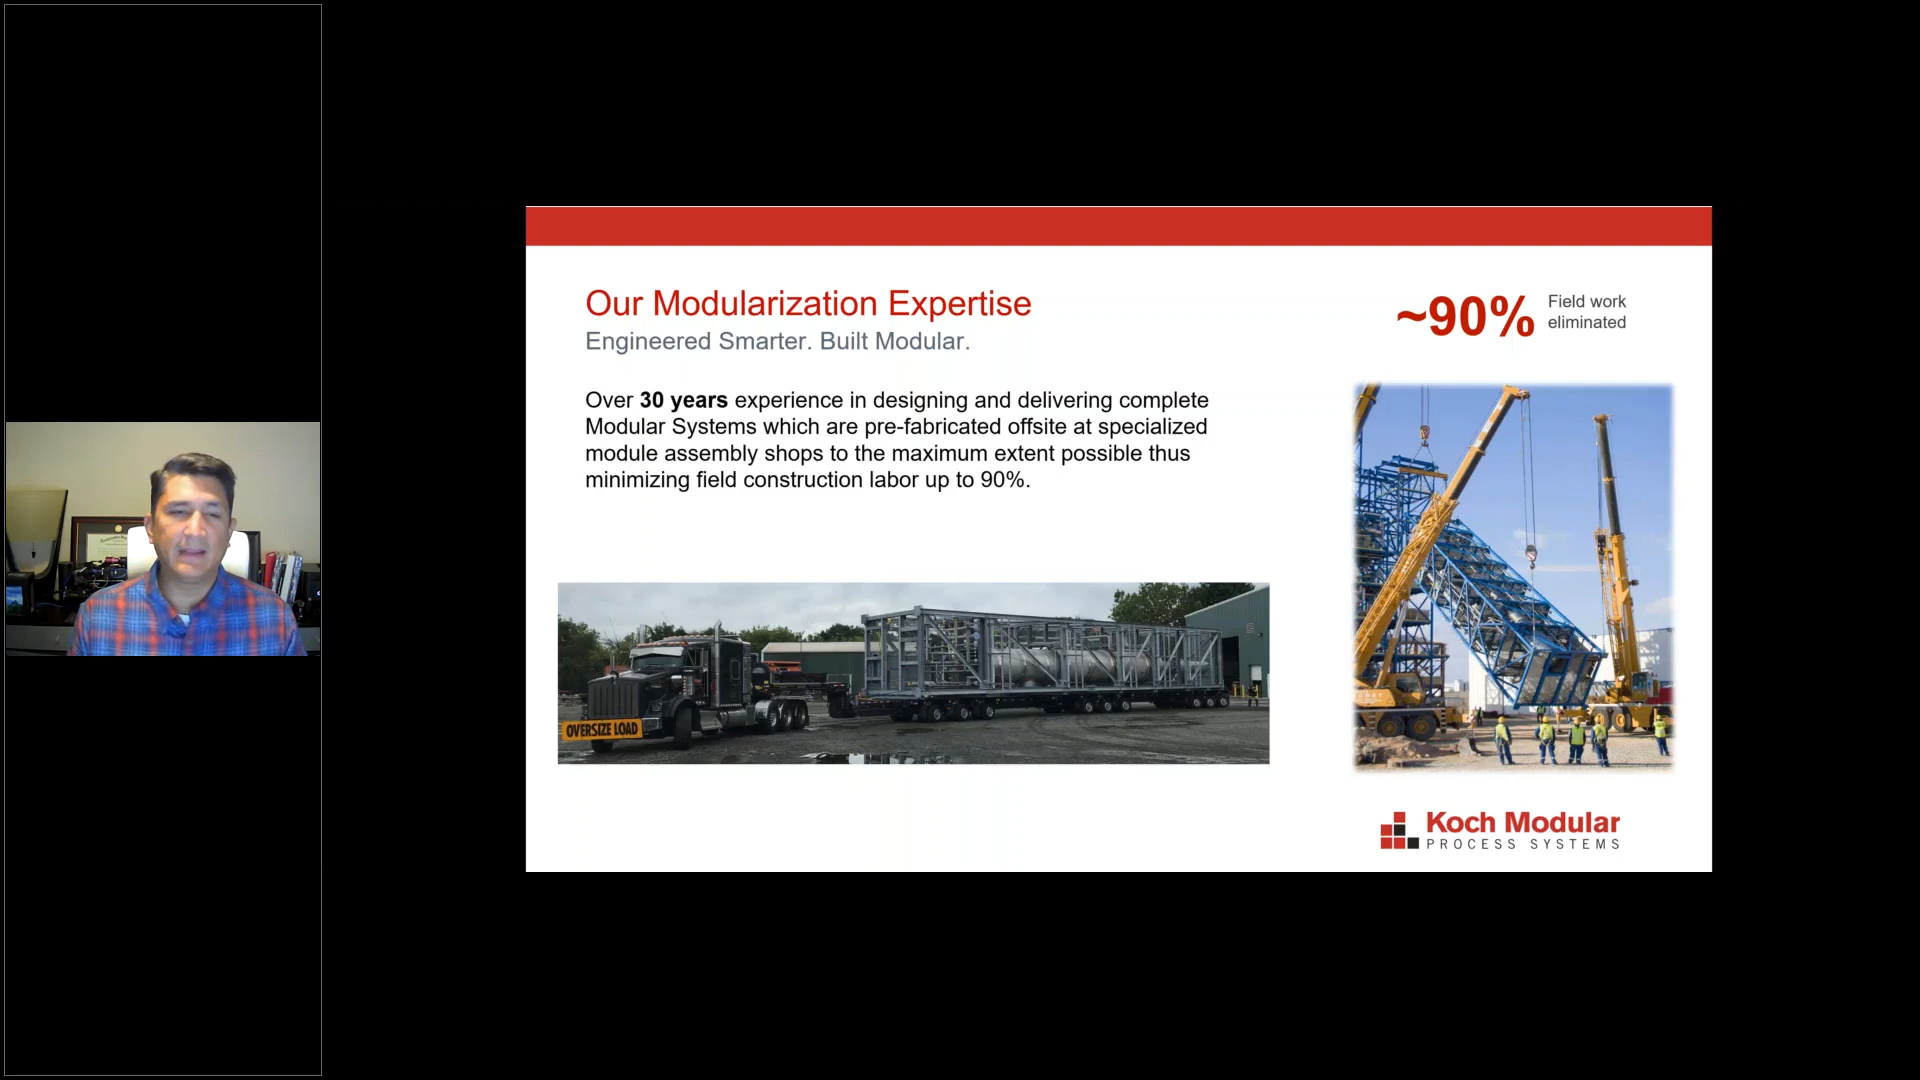 Our Modularization Expertise
Engineered Smarter. Built Modular.
~90%
Field work
eliminated
Over 30 years experience in designing and delivering complete
Modular Systems which are pre-fabricated offsite at specialized
module assembly shops to the maximum extent possible thus
minimizing field construction labor up to 90%.
OVERSIZE LOAD
Koch Modular
PROCESS SYSTEMS